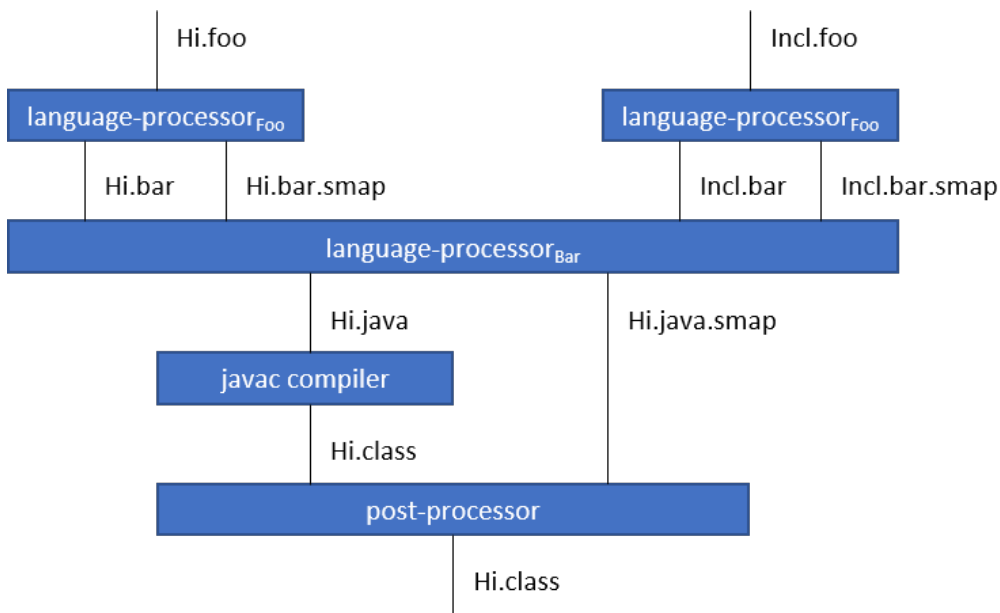 Hi.foo
Incl.foo
language-processorFoo
language-processorFoo
Hi.bar
Hi.bar.smap
Incl.bar
Incl.bar.smap
language-processorBar
Hi.java
Hi.java.smap
javac compiler
Hi.class
post-processor
Hi.class